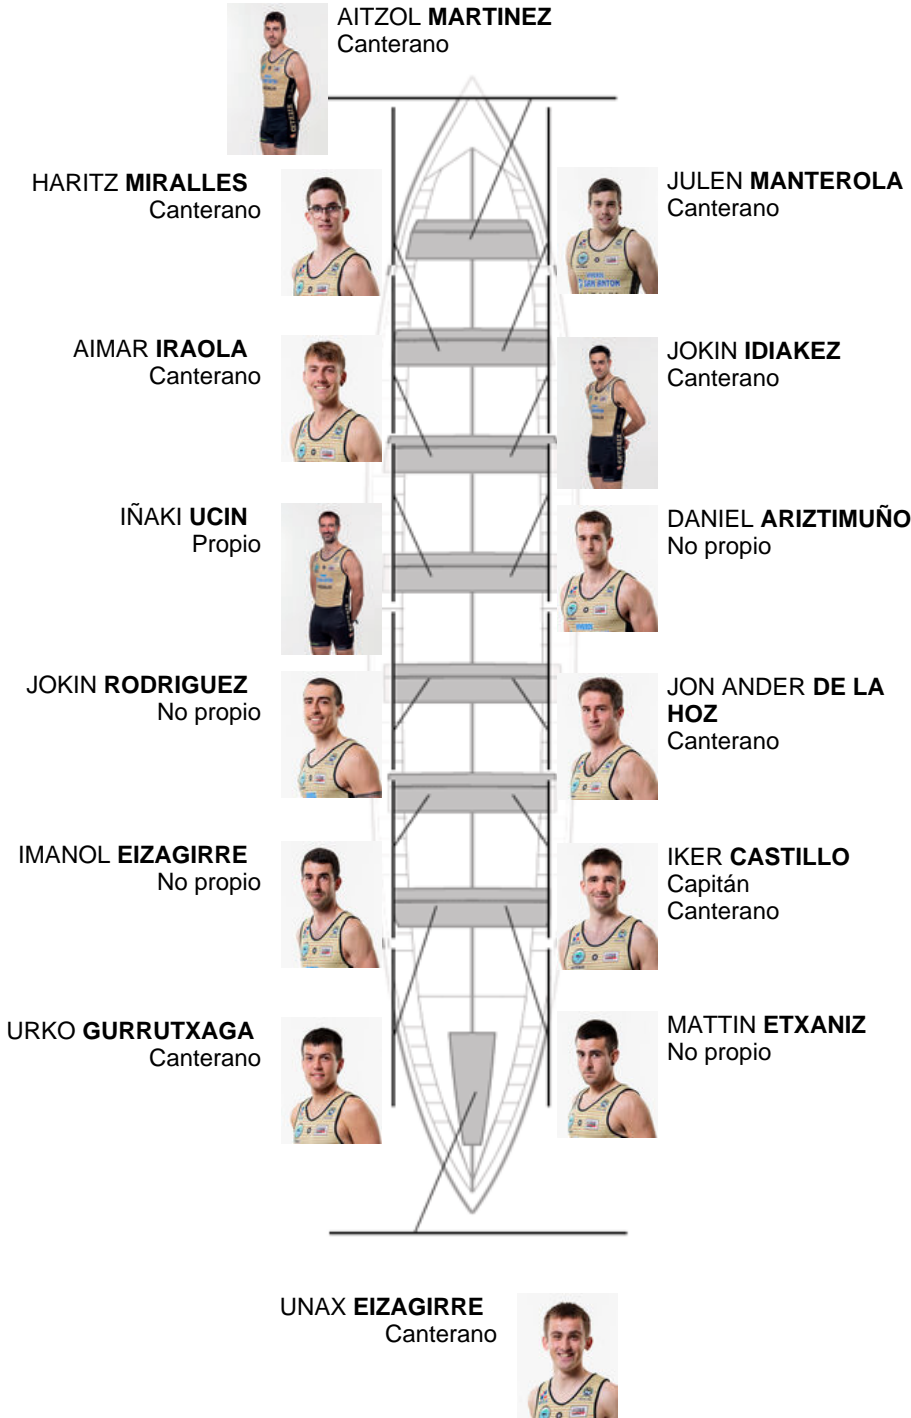 AITZOL MARTINEZ
Canterano
HARITZ MIRALLES
Canterano
JULEN MANTEROLA
Canterano
AIMAR IRAOLA
Canterano
JOKIN IDIAKEZ
Canterano
IÑAKI UCIN
Propio
DANIEL ARIZTIMUÑO
No propio
JOKIN RODRIGUEZ
No propio
JON ANDER DE LA
HOZ
Canterano
IMANOL EIZAGIRRE
No propio
IKER CASTILLO
Capitán
Canterano
URKO GURRUTXAGA
Canterano
MATTIN ETXANIZ
No propio
UNAX EIZAGIRRE
Canterano